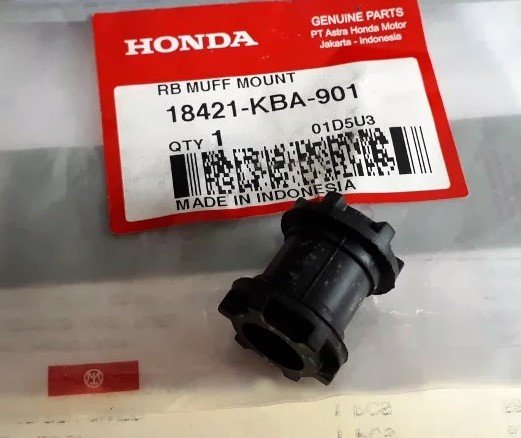 HONDA
GENUINE PARTS
PT Astra Honda Motor
Jakarta - Indonesia
RB MUFF MOUNT
18421-KBA-901
01D5U3
QTY 1
MADE IN INDONESIA